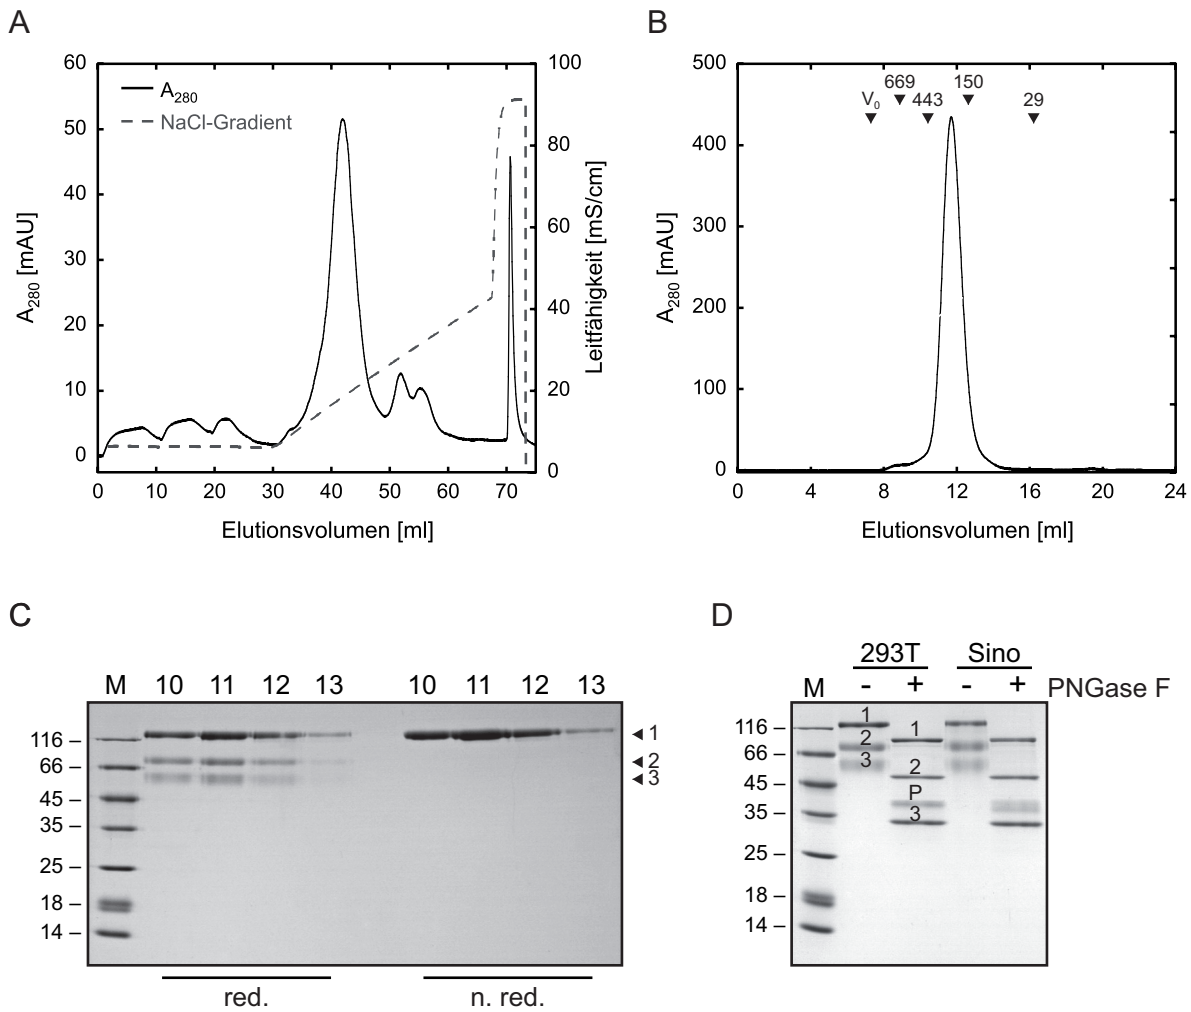 A
60
50
40
30
20
10
0
A280 [mAU]
A280
NaCl-Gradient
100
80
60
40
20
0
Leitfähigkeit [mS/cm]
0 10 20 30 40 50 60 70
Elutionsvolumen [ml]
B
500
400
300
200
100
0
A280 [mAU]
669 150
V0 443 29
0 4 8 12 16 20 24
Elutionsvolumen [ml]
C
M 10 11 12 13 10 11 12 13
116 –
66 –
45 –
35 –
25 –
18 –
14 –
◄1
◄2
◄3
red. n. red.
D
293T Sino
M - + - + PNGase F
116 –
66 –
45 –
35 –
25 –
18 –
14 –
1
2
3
1
2
P
3